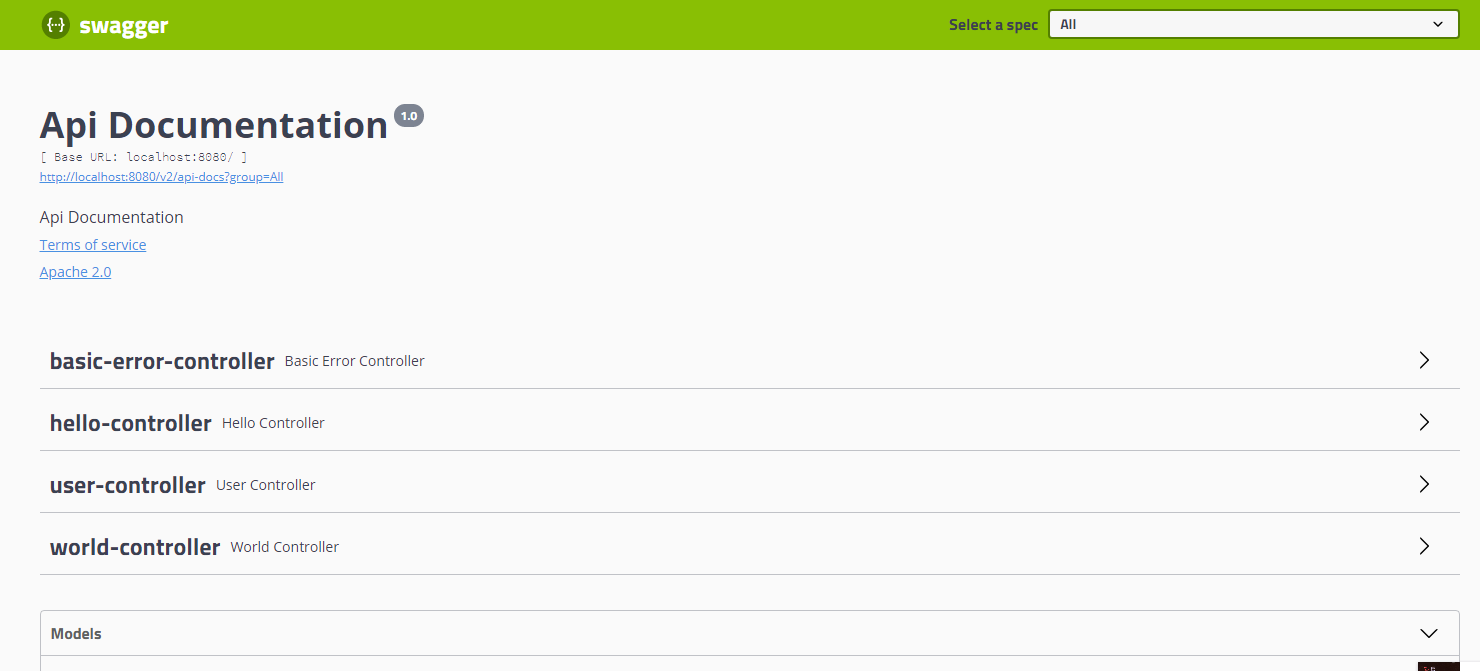 {···} swagger Select a spec All
Api Documentation 1.0
[ Base URL: localhost:8080/ ]
http://localhost:8080/v2/api-docs?group=All
Api Documentation
Terms of service
Apache 2.0
basic-error-controller Basic Error Controller
hello-controller Hello Controller
user-controller User Controller
world-controller World Controller
Models